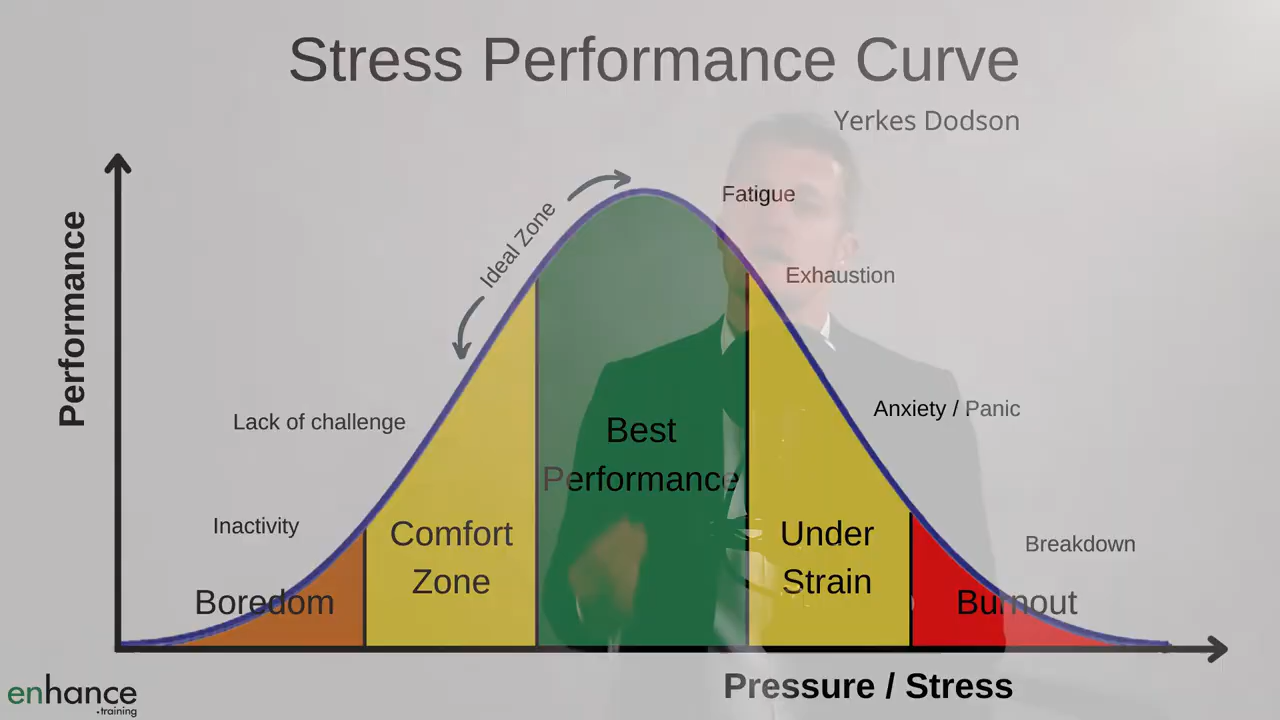 Stress Performance Curve
Yerkes Dodson
Performance
Ideal Zone
Fatigue
Exhaustion
Lack of challenge
Anxiety / Panic
Inactivity
Breakdown
Boredom
Comfort
Zone
Best
Performance
Under
Strain
Burnout
Pressure / Stress
enhance
.training